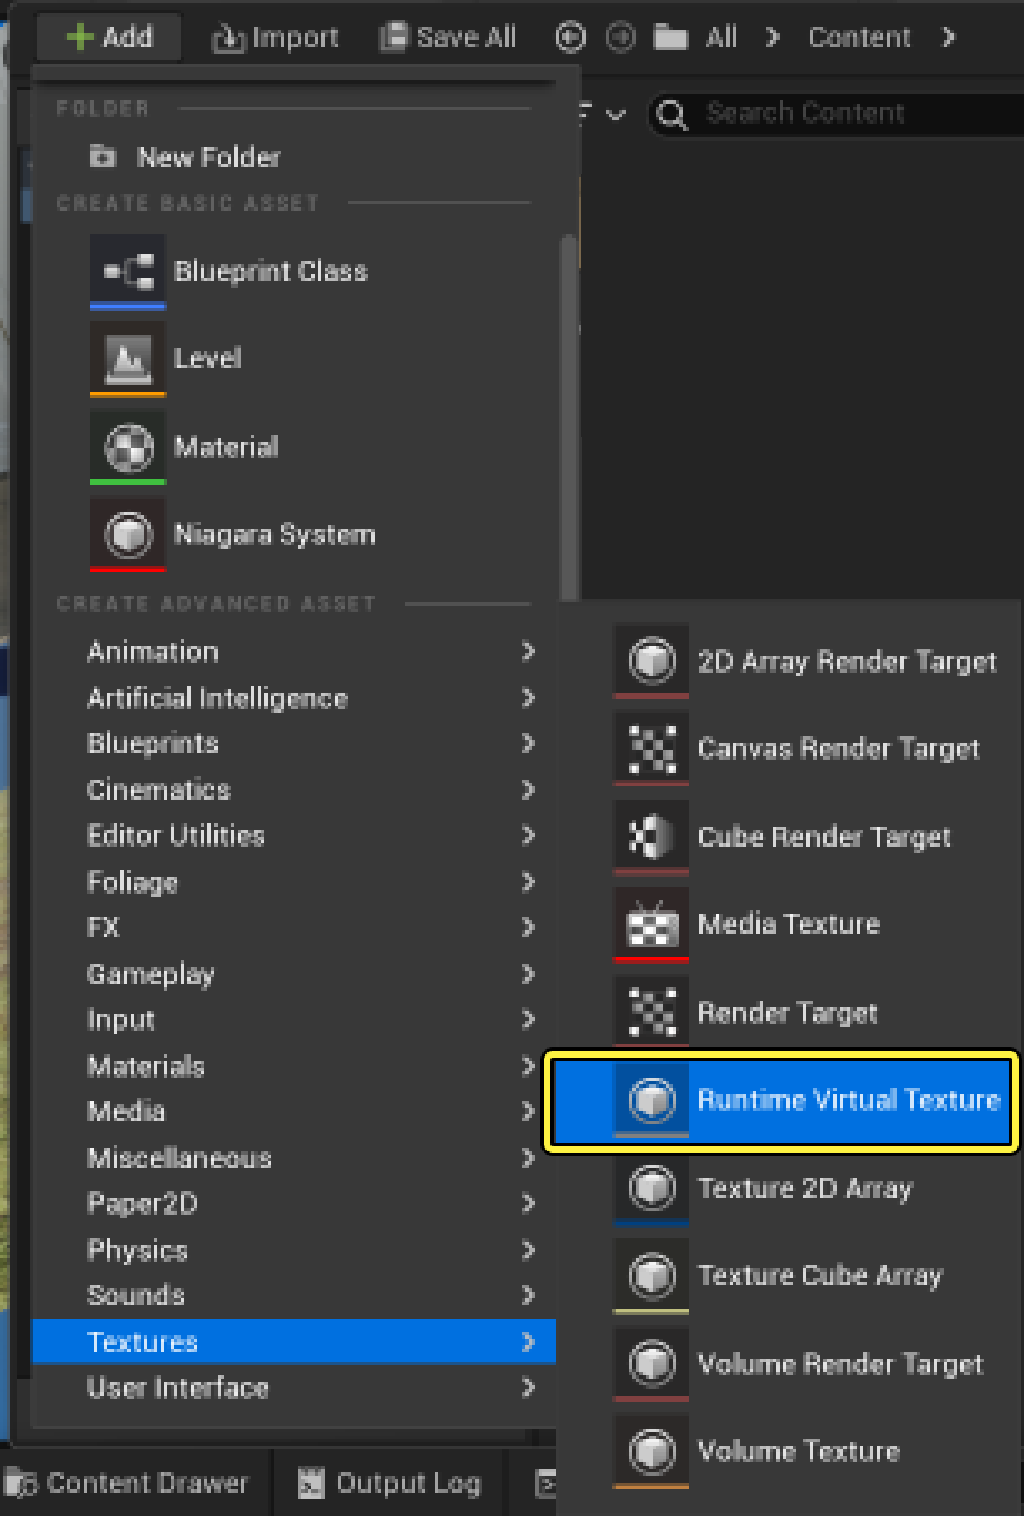 Add Import Save All All Content
Search Content
FOLDER
New Folder
CREATE BASIC ASSET
Blueprint Class
Level
Material
Niagara System
CREATE ADVANCED ASSET
Animation
Artificial Intelligence
Blueprints
Cinematics
Editor Utilities
Foliage
FX
Gameplay
Input
Materials
Media
Miscellaneous
Paper2D
Physics
Sounds
Textures
User Interface
2D Array Render Target
Canvas Render Target
Cube Render Target
Media Texture
Render Target
Runtime Virtual Texture
Texture 2D Array
Texture Cube Array
Volume Render Target
Volume Texture
Content Drawer Output Log